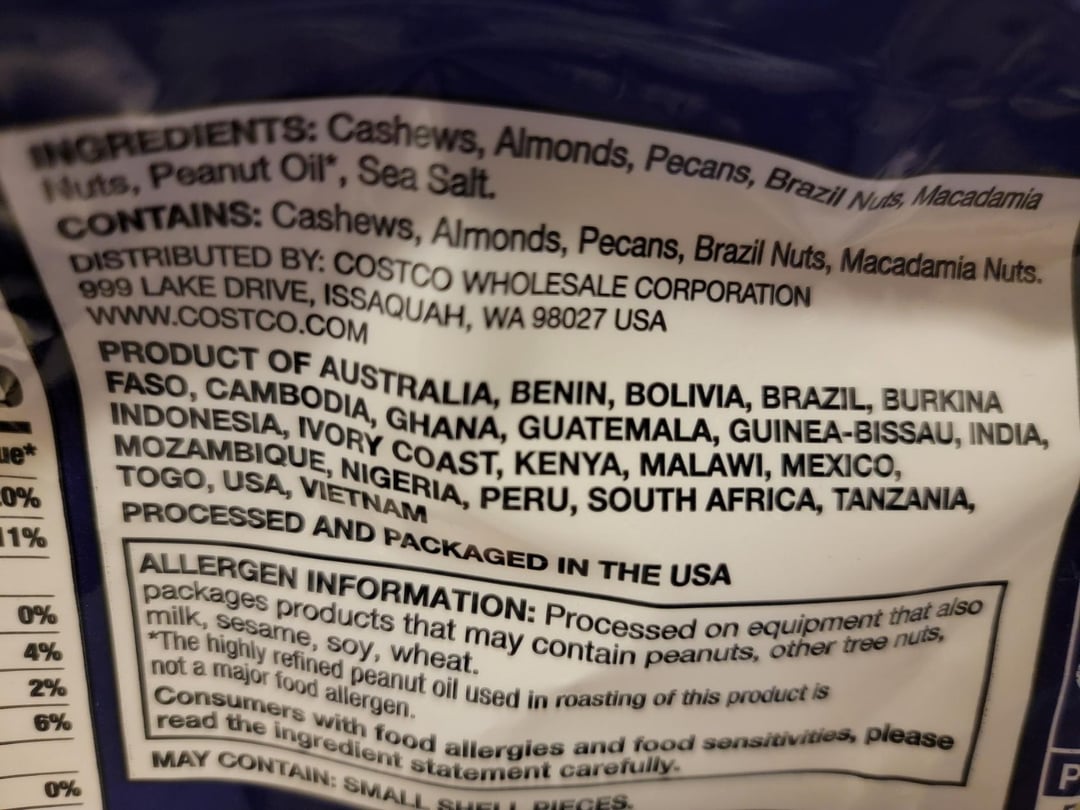 INGREDIENTS: Cashews, Almonds, Pecans, Brazil Nuts, Macadamia
Nuts, Peanut Oil*, Sea Salt.
CONTAINS: Cashews, Almonds, Pecans, Brazil Nuts, Macadamia Nuts.
DISTRIBUTED BY: COSTCO WHOLESALE CORPORATION
999 LAKE DRIVE, ISSAQUAH, WA 98027 USA
WWW.COSTCO.COM
PRODUCT OF AUSTRALIA, BENIN, BOLIVIA, BRAZIL, BURKINA
FASO, CAMBODIA, GHANA, GUATEMALA, GUINEA-BISSAU, INDIA,
INDONESIA, IVORY COAST, KENYA, MALAWI, MEXICO,
MOZAMBIQUE, NIGERIA, PERU, SOUTH AFRICA, TANZANIA,
TOGO, USA, VIETNAM
PROCESSED AND PACKAGED IN THE USA
ALLERGEN INFORMATION: Processed on equipment that also
packages products that may contain peanuts, other tree nuts,
milk, sesame, soy, wheat.
*The highly refined peanut oil used in roasting of this product is
not a major food allergen.
Consumers with food allergies and food sensitivities, please
read the ingredient statement carefully.
MAY CONTAIN: SMALL SHELL PIECES.
0%
4%
2%
6%
0%